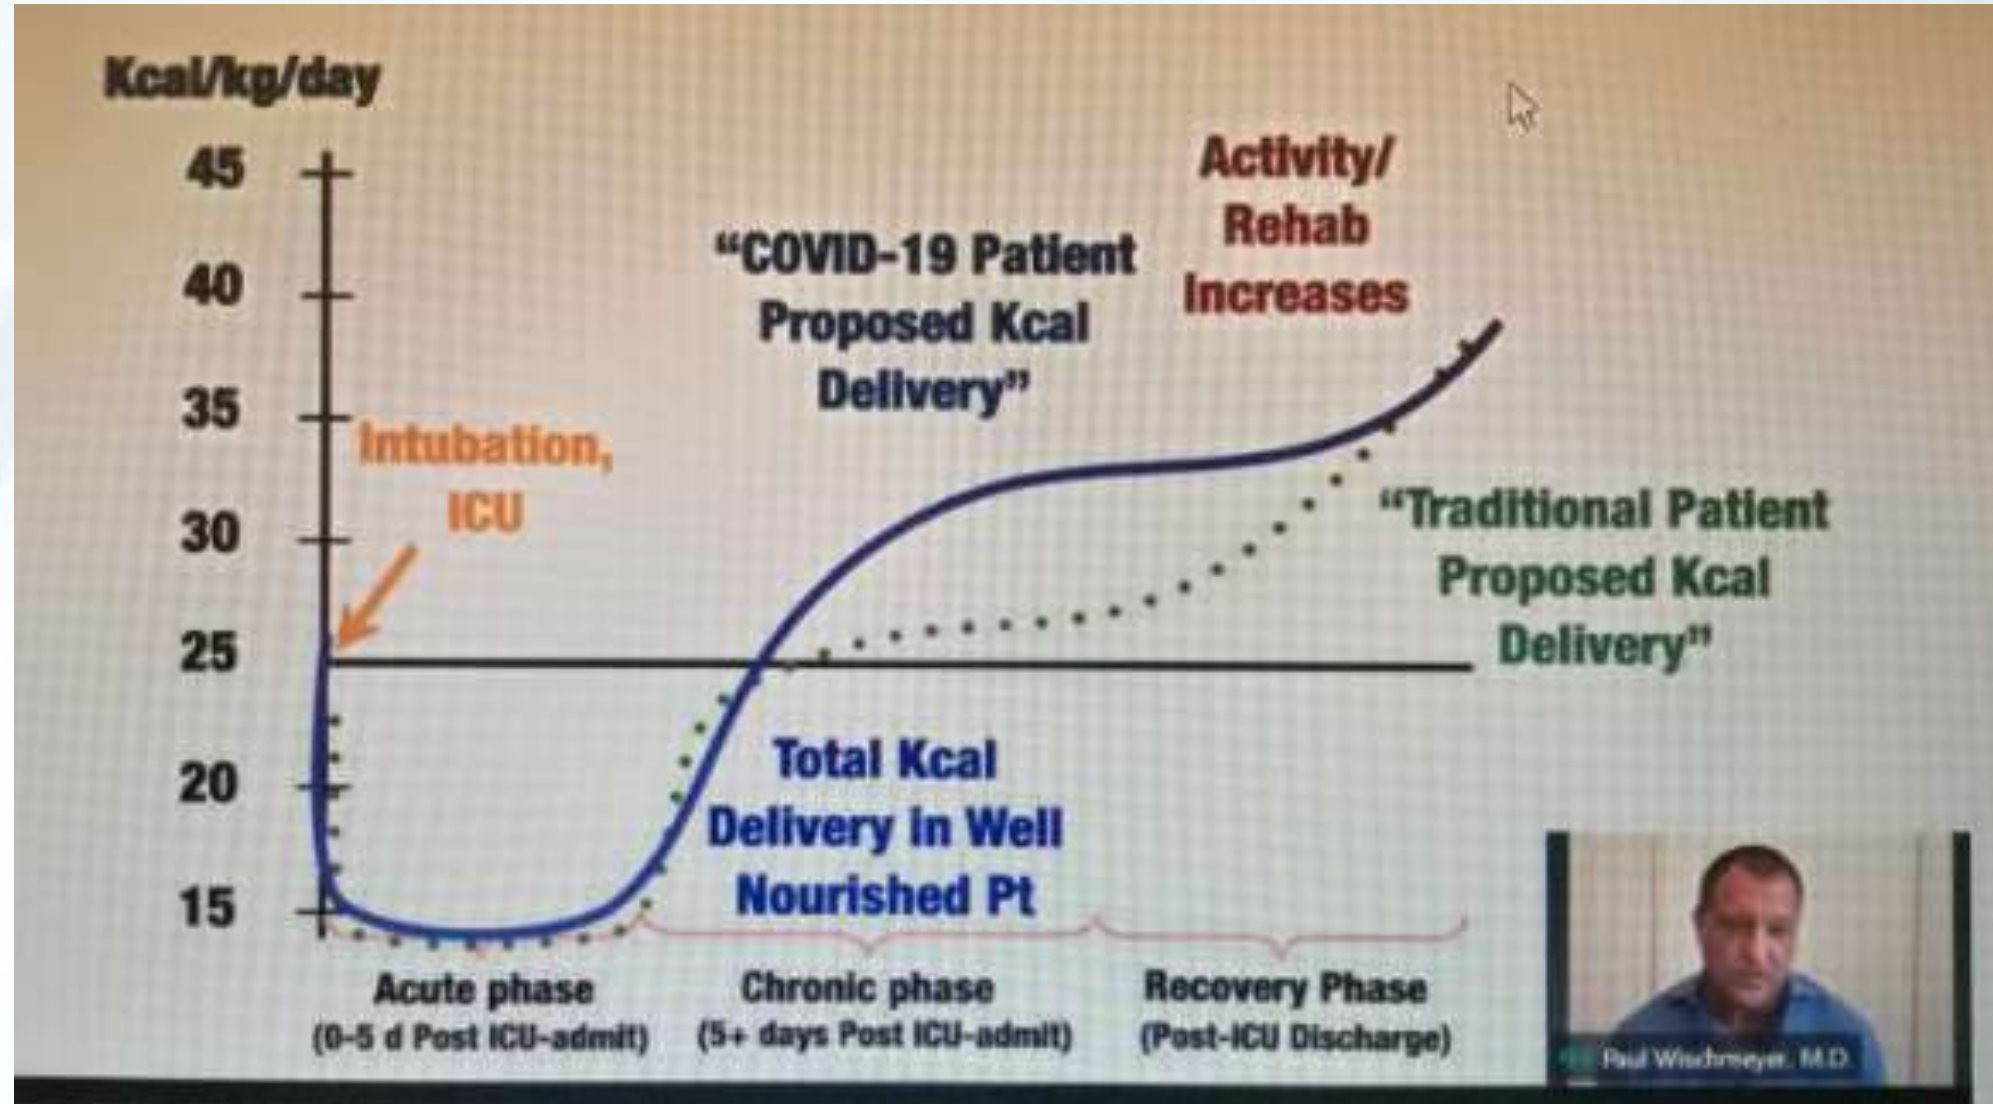 Kcal/kg/day
45
40
35
30
25
20
15
Intubation,
ICU
“COVID-19 Patient
Proposed Kcal
Delivery”
Activity/
Rehab
Increases
“Traditional Patient
Proposed Kcal
Delivery”
Total Kcal
Delivery in Well
Nourished Pt
Acute phase
(0-5 d Post ICU-admit)
Chronic phase
(5+ days Post ICU-admit)
Recovery Phase
(Post-ICU Discharge)
Paul Wischmeyer, M.D.